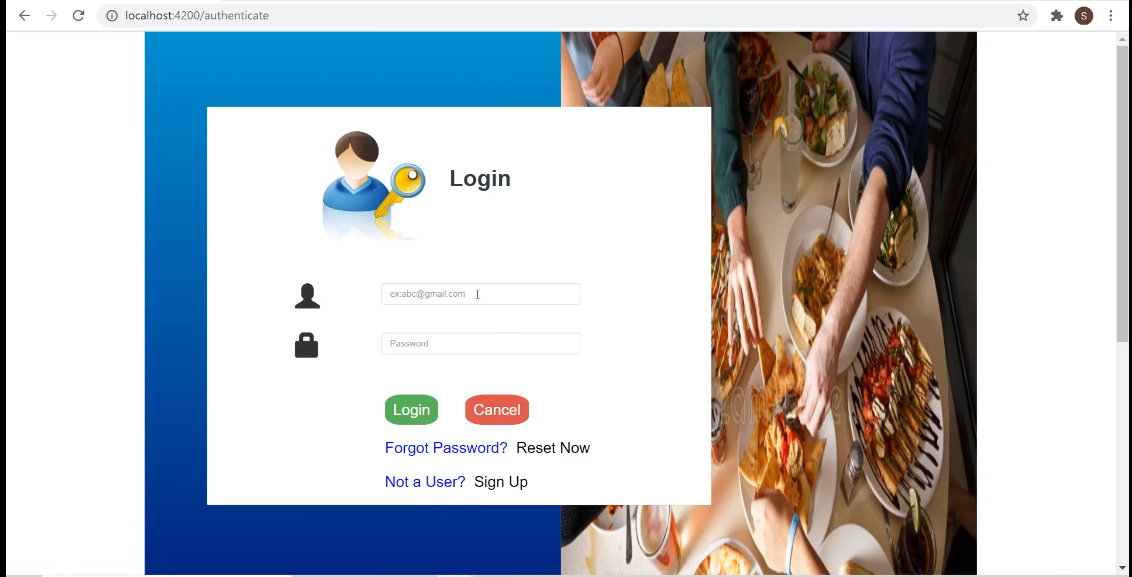 localhost:4200/authenticate
S
Login
ex:abc@gmail.com
Password
Login Cancel
Forgot Password? Reset Now
Not a User? Sign Up